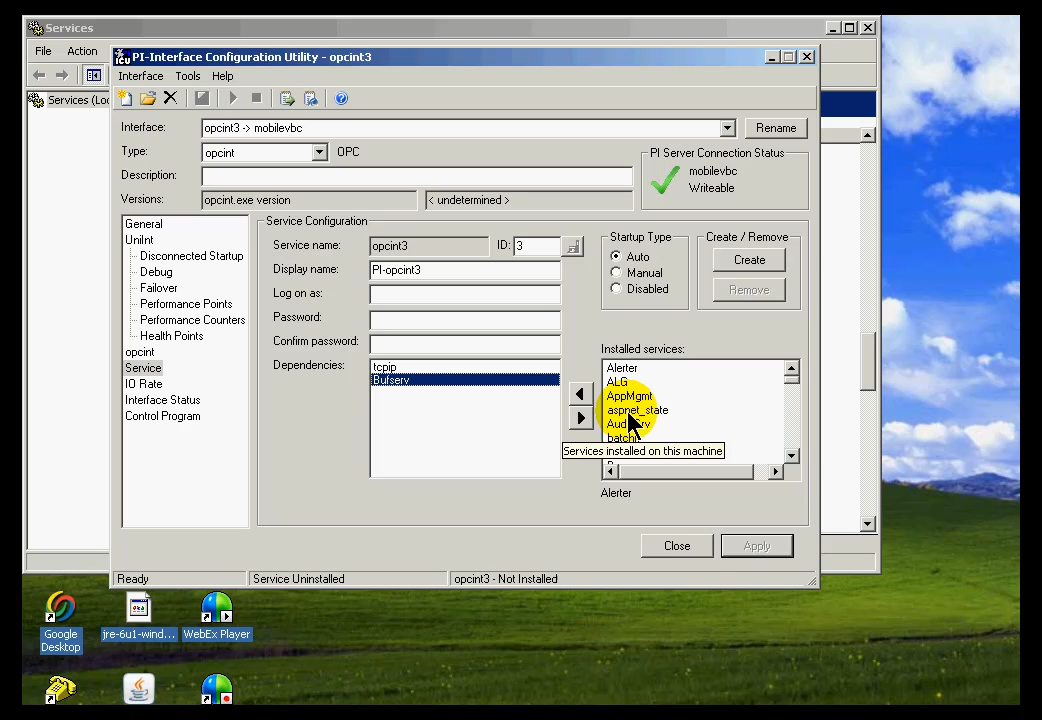 Services
File Action
Services (Loc
ICU PI-Interface Configuration Utility - opcint3
Interface Tools Help
Interface: opcint3 -> mobilevbc Rename
Type: opcint OPC
Description:
Versions: opcint.exe version < undetermined >
PI Server Connection Status
mobilevbc
Writeable
General
UniInt
Disconnected Startup
Debug
Failover
Performance Points
Performance Counters
Health Points
opcint
Service
IO Rate
Interface Status
Control Program
Service Configuration
Service name: opcint3 ID: 3
Display name: PI-opcint3
Log on as:
Password:
Confirm password:
Dependencies: tcpip
Bufserv
Startup Type
Auto
Manual
Disabled
Create / Remove
Create
Remove
Installed services:
Alerter
ALG
AppMgmt
aspnet_state
Services installed on this machine
Alerter
Close Apply
Ready Service Uninstalled opcint3 - Not Installed
Google Desktop
jre-6u1-wind...
WebEx Player